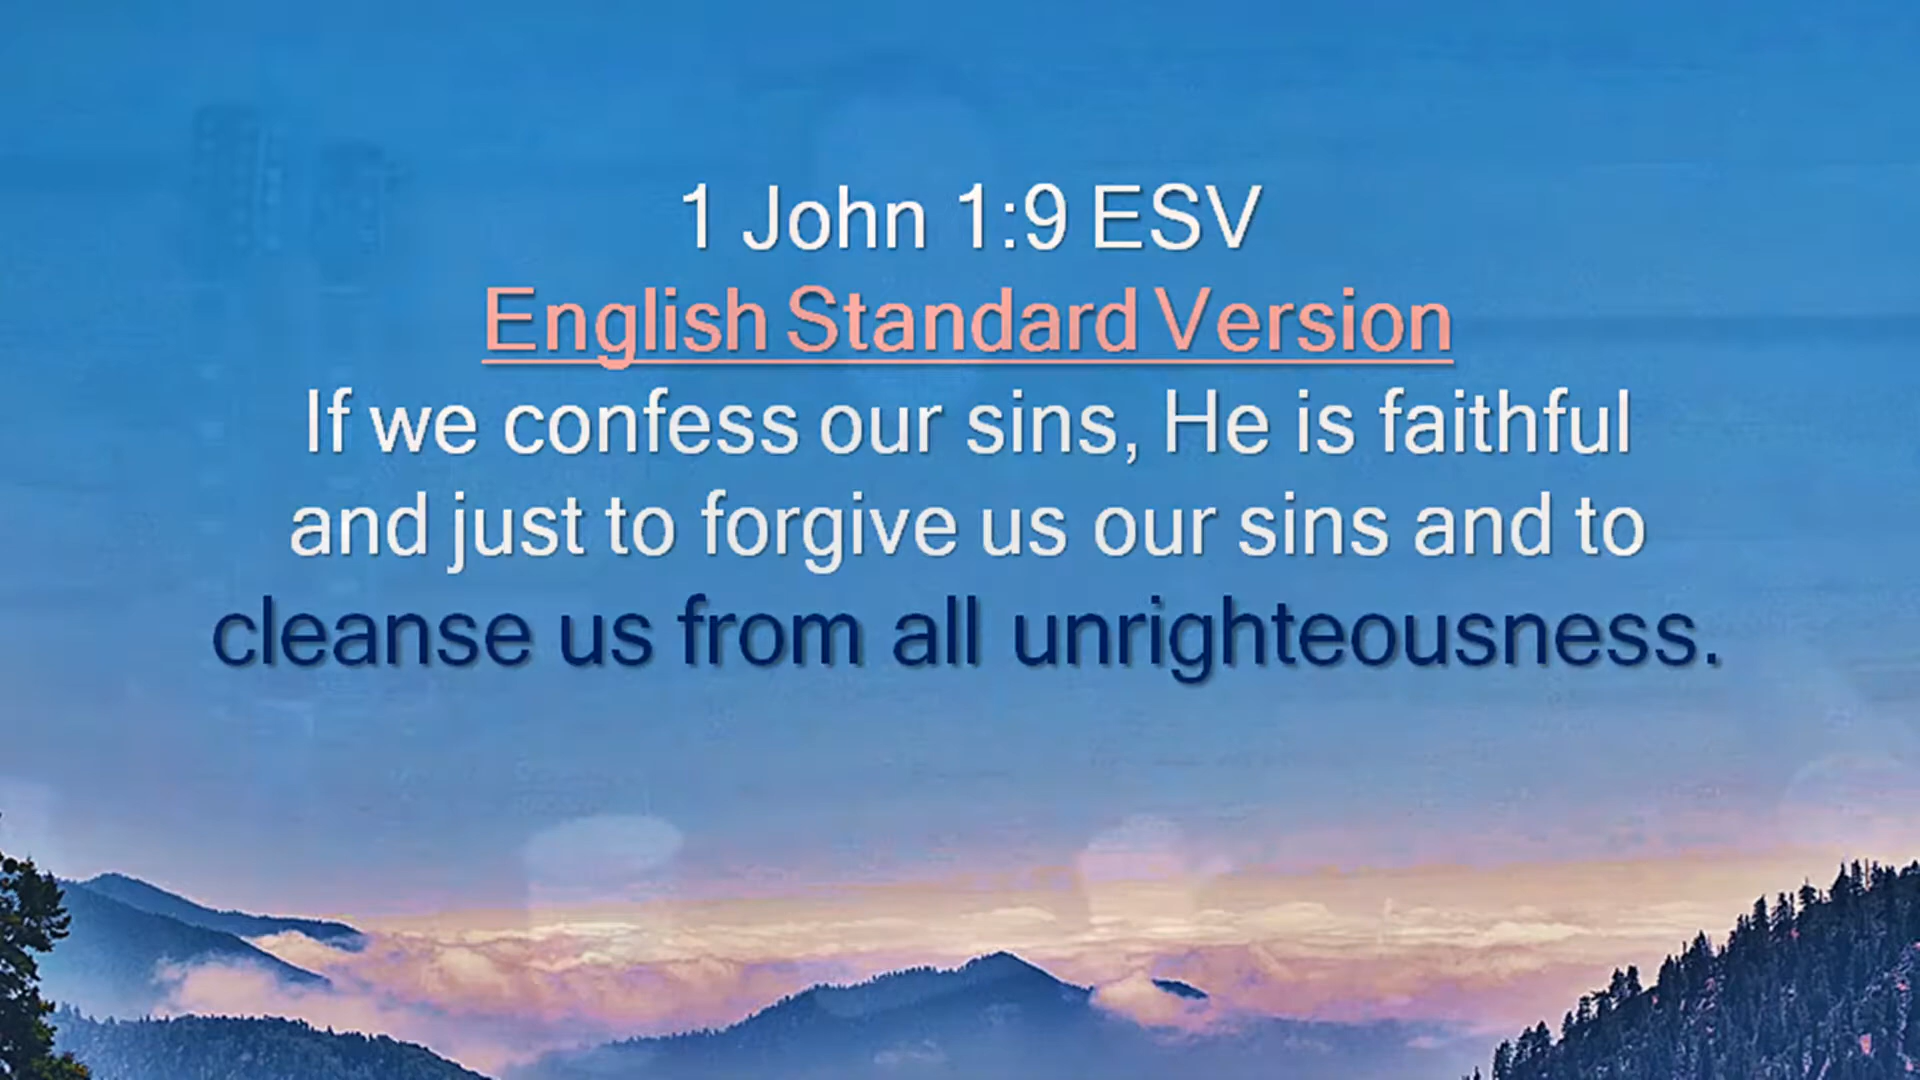 1 John 1:9 ESV
English Standard Version
If we confess our sins, He is faithful
and just to forgive us our sins and to
cleanse us from all unrighteousness.